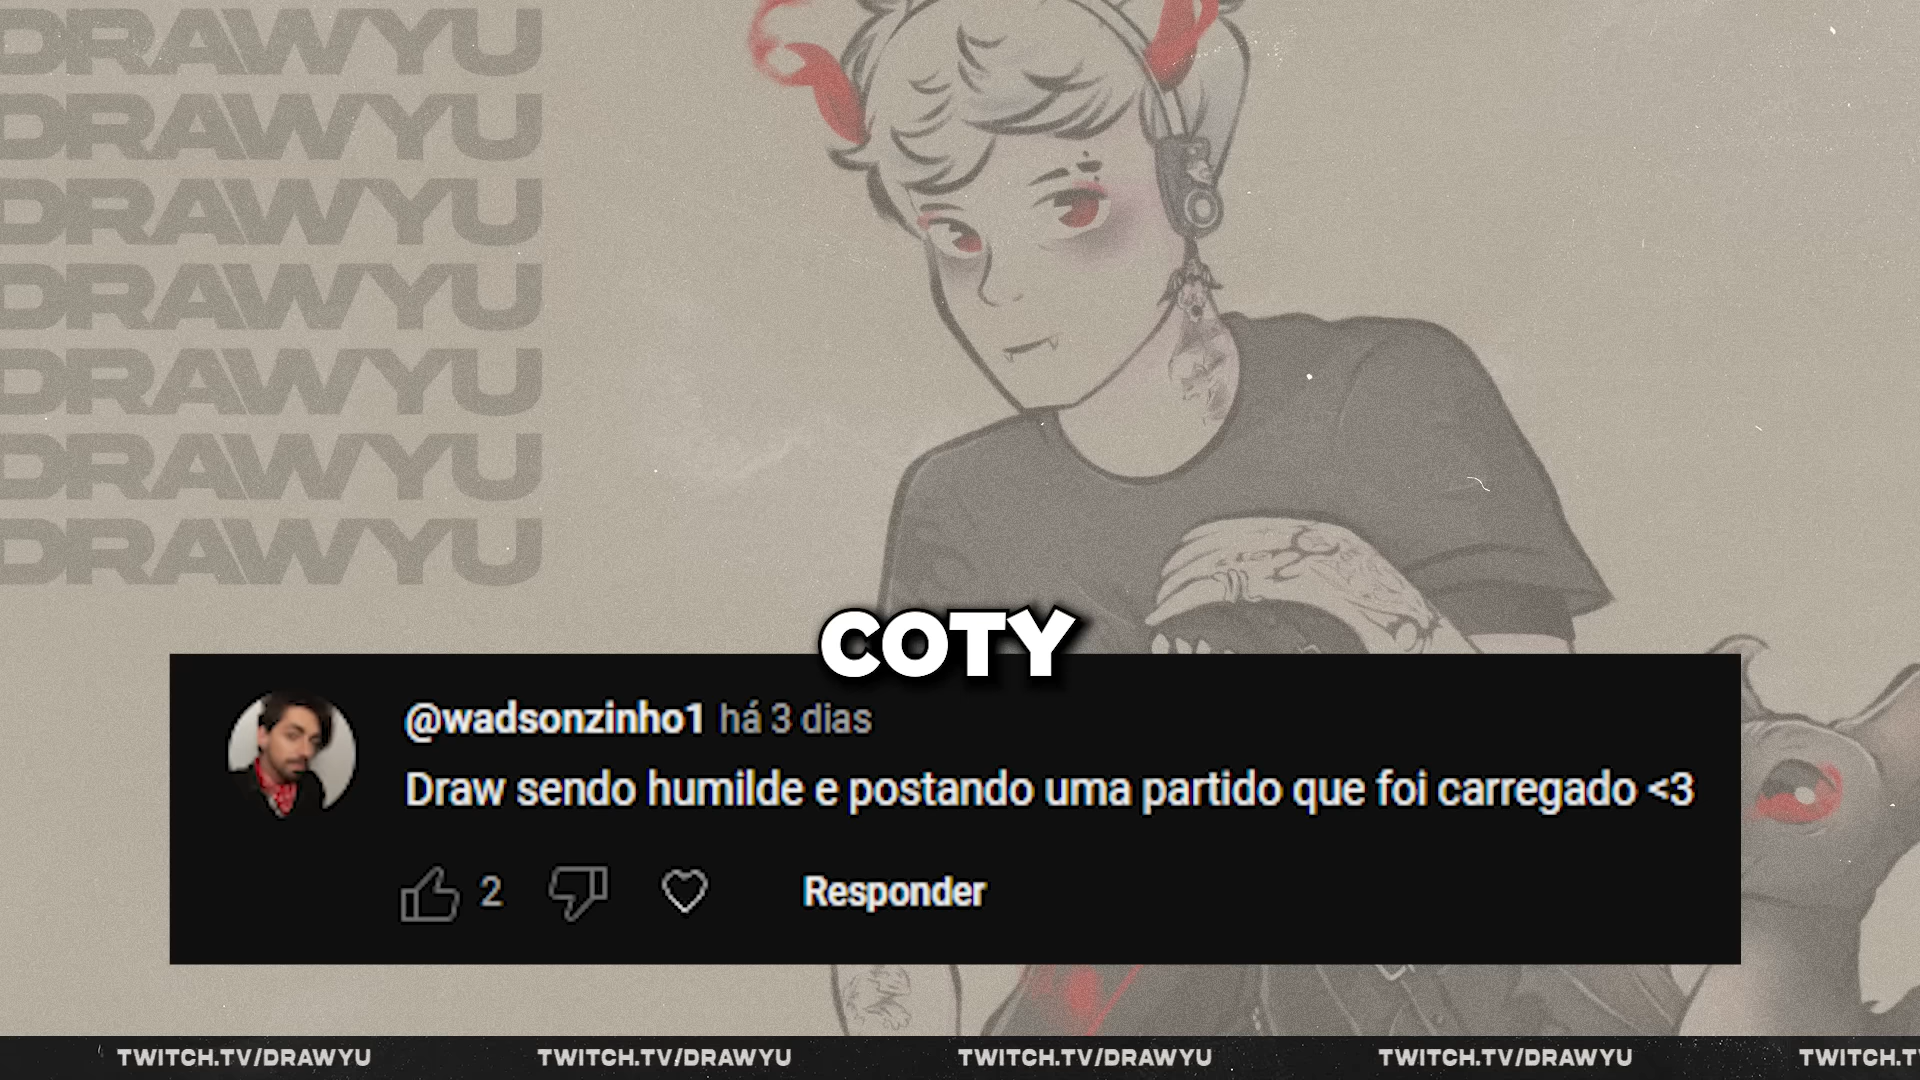 DRAWYU
DRAWYU
DRAWYU
DRAWYU
DRAWYU
DRAWYU
DRAWYU
COTY
@wadsonzinho1 há 3 dias
Draw sendo humilde e postando uma partido que foi carregado <3
2 Responder
TWITCH.TV/DRAWYU TWITCH.TV/DRAWYU TWITCH.TV/DRAWYU TWITCH.TV/DRAWYU TWITCH.TV